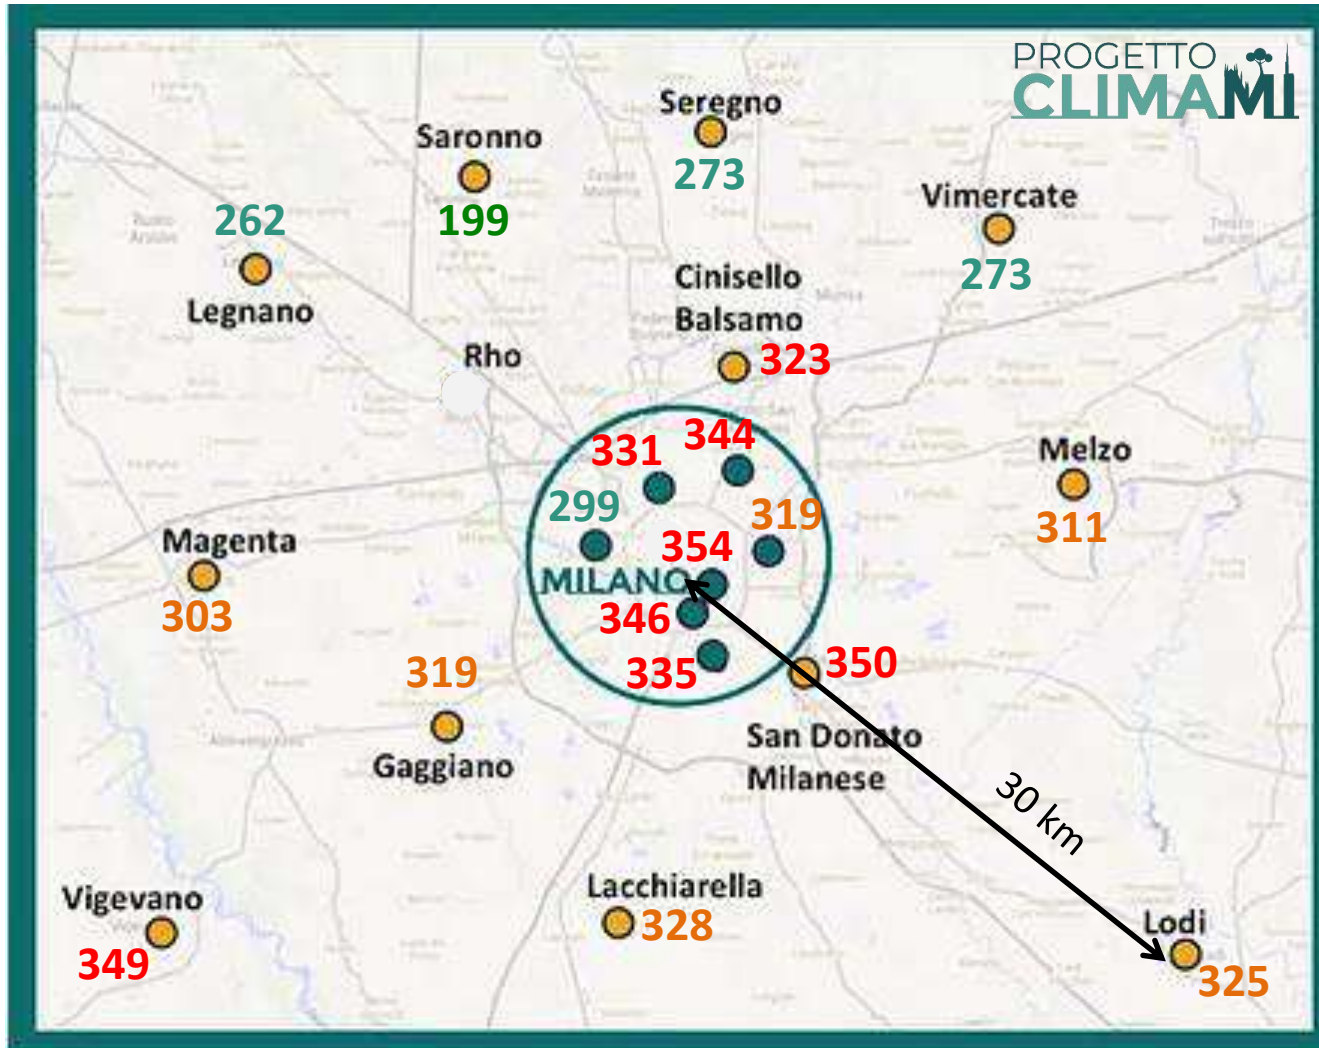 PROGETTO
CLIMAMI
Seregno
273
Saronno
199
Vimercate
273
262
Legnano
Cinisello
Balsamo
323
Rho
331
344
299
319
354
MILANO
346
335
350
San Donato
Milanese
Melzo
311
Magenta
303
319
Gaggiano
30 km
Vigevano
349
Lacchiarella
328
Lodi
325